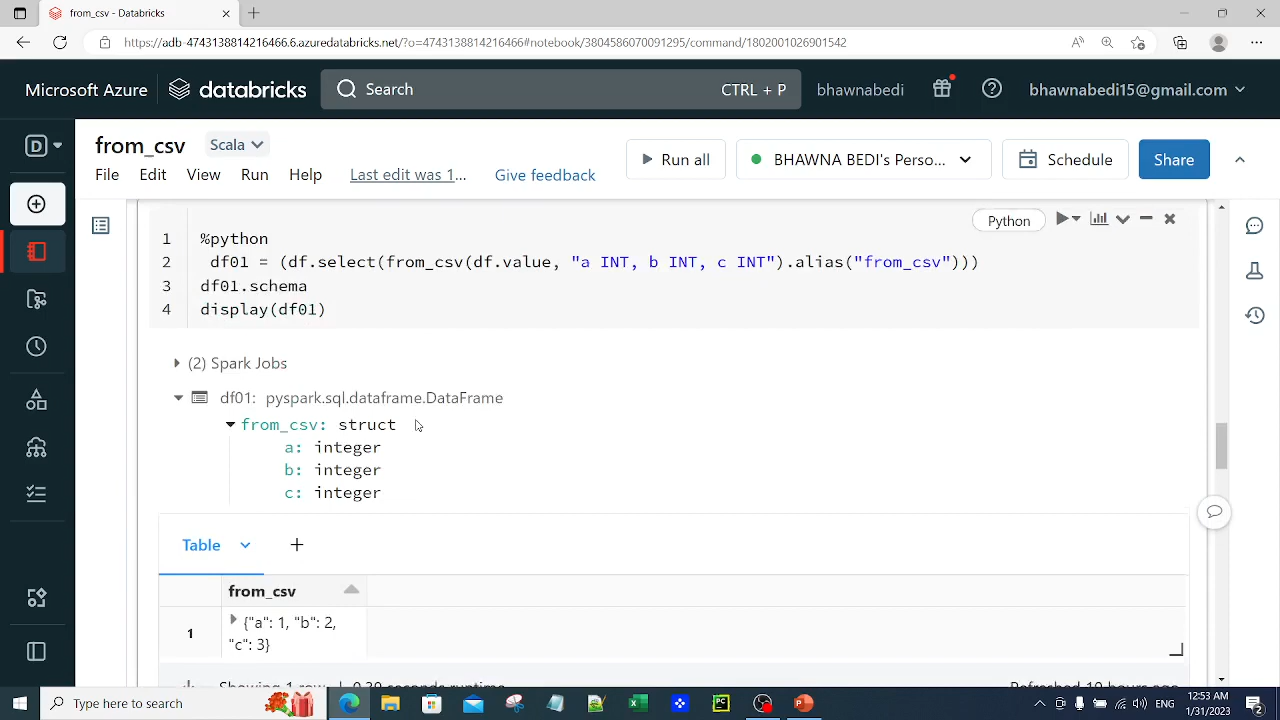 from_csv - Databricks
https://adb-4743138814216466.6.azuredatabricks.net/?o=4743138814216466#notebook/3804586070091295/command/1802001026901542
Microsoft Azure databricks Search CTRL + P bhawnabedi bhawnabedi15@gmail.com
D
from_csv Scala
Run all BHAWNA BEDI's Perso... Schedule Share
File Edit View Run Help Last edit was 1... Give feedback
Python
1 %python
2 df01 = (df.select(from_csv(df.value, "a INT, b INT, c INT").alias("from_csv")))
3 df01.schema
4 display(df01)
(2) Spark Jobs
df01: pyspark.sql.dataframe.DataFrame
from_csv: struct
a: integer
b: integer
c: integer
Table
from_csv
1 {"a": 1, "b": 2,
"c": 3}
Type here to search
ENG
12:53 AM
1/31/2023
2